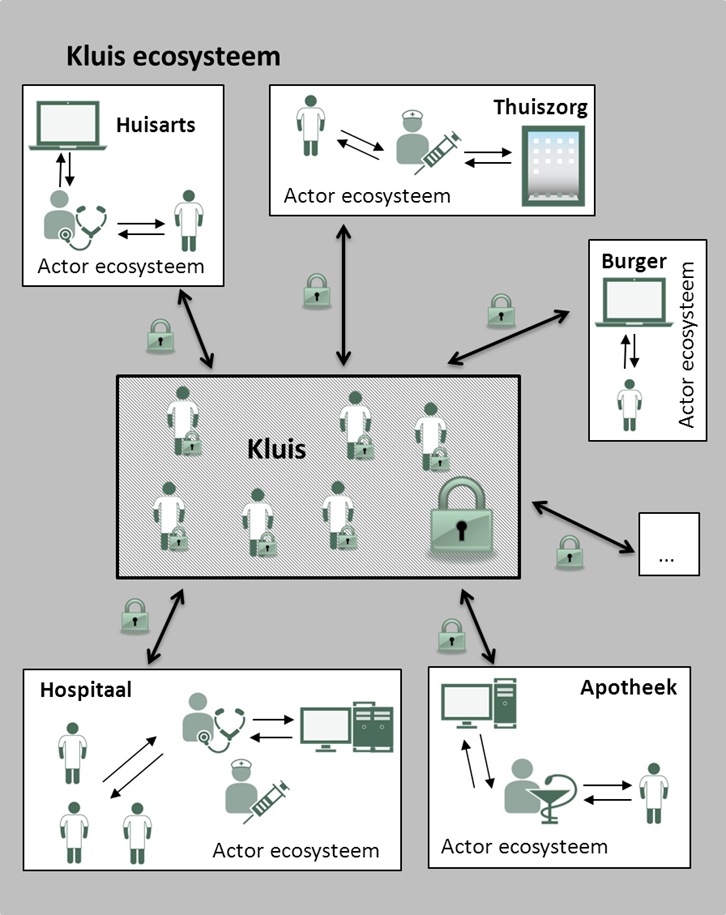 Kluis ecosysteem
Huisarts
Actor ecosysteem
Thuiszorg
Actor ecosysteem
Burger
Actor ecosysteem
Kluis
...
Hospitaal
Actor ecosysteem
Apotheek
Actor ecosysteem